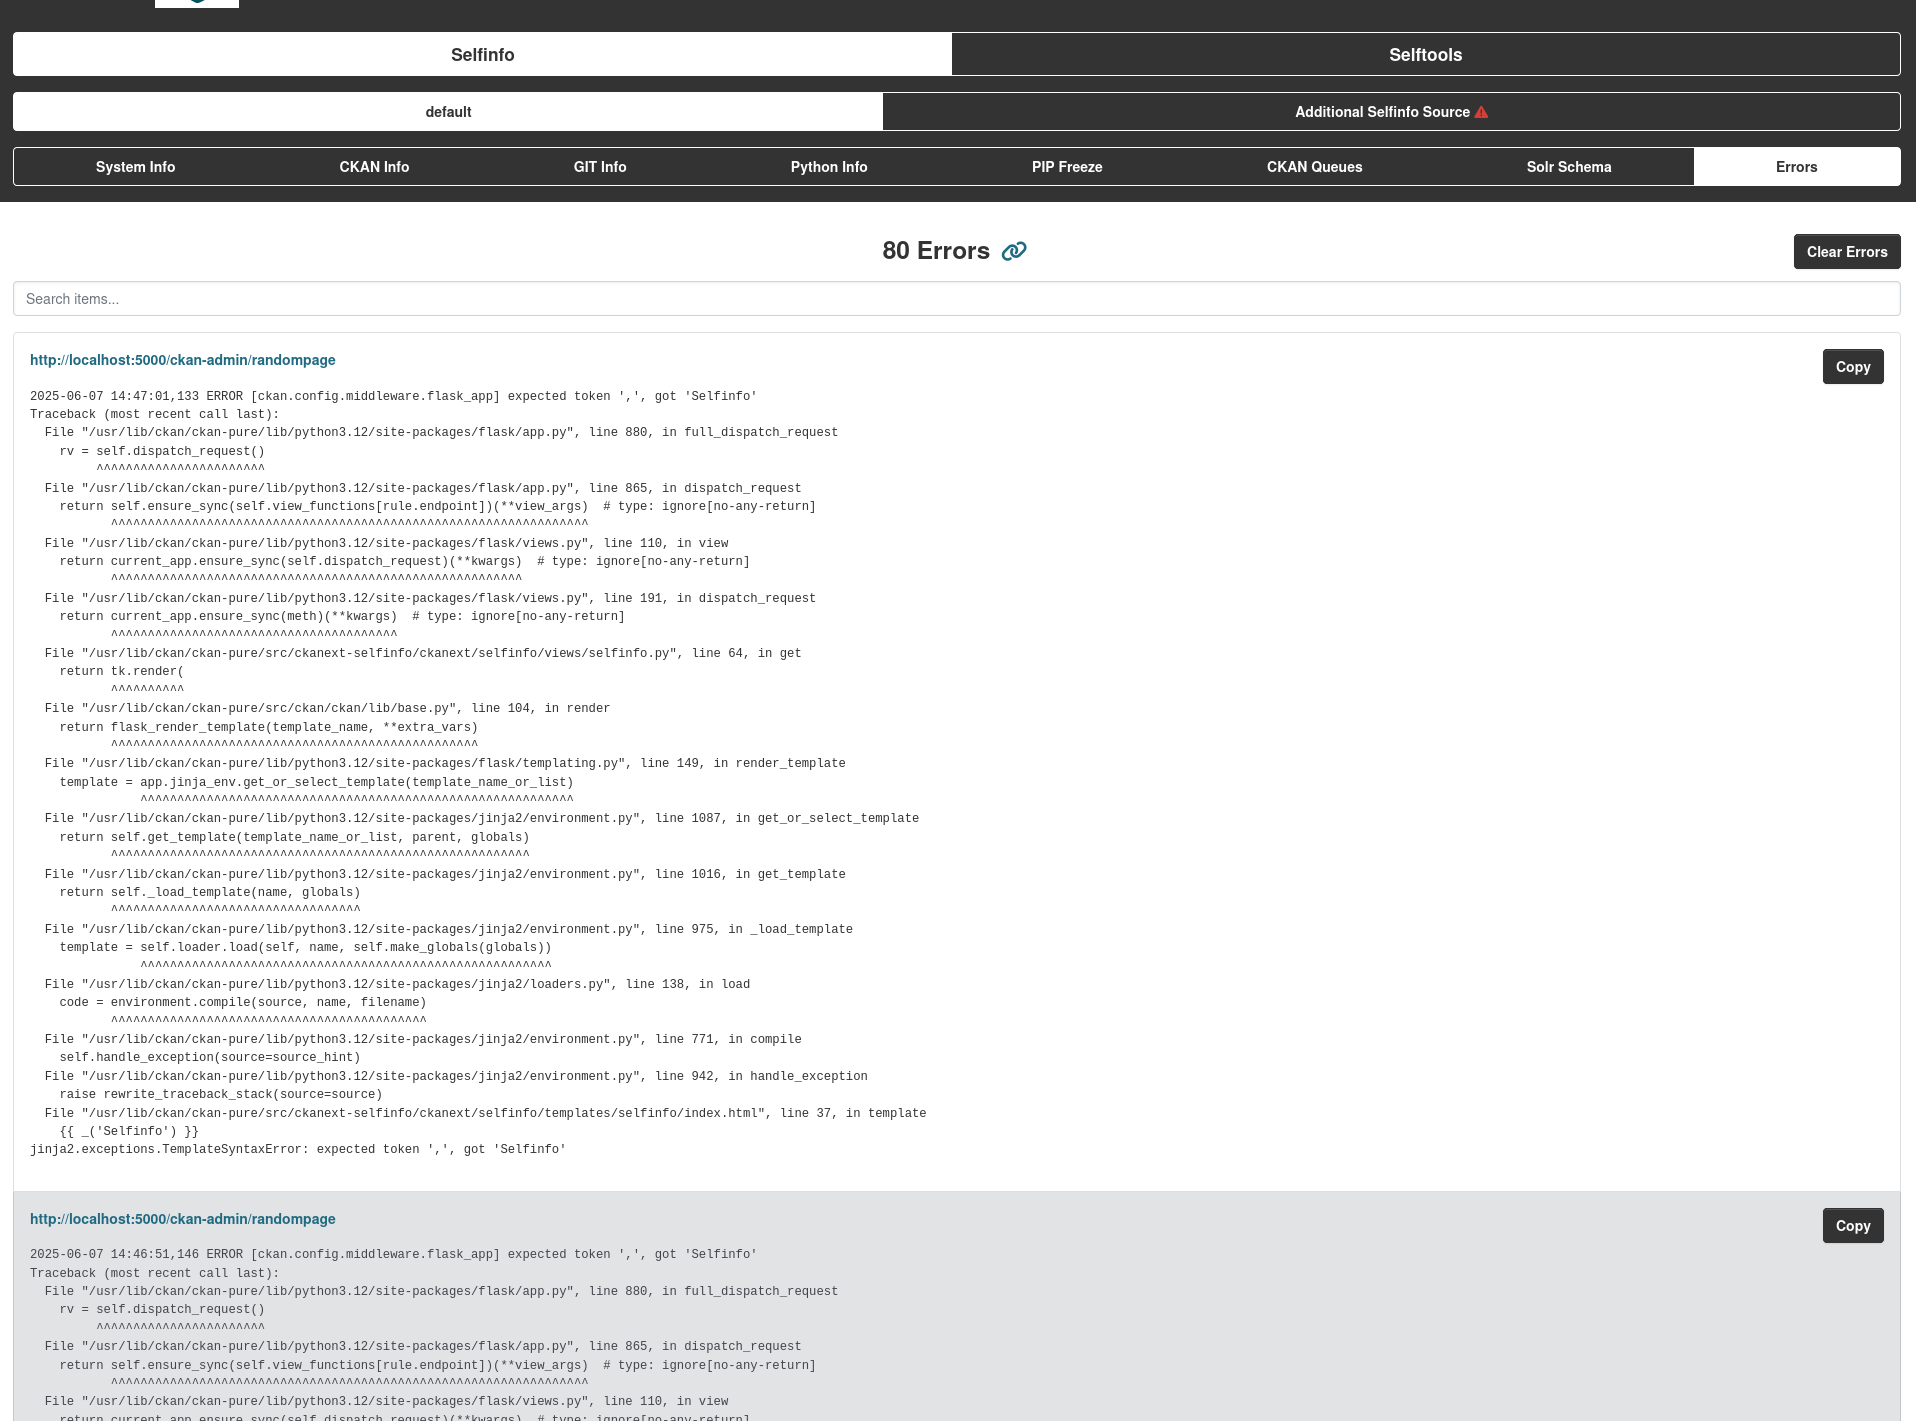 Selfinfo
Selftools
default
Additional Selfinfo Source
System Info
CKAN Info
GIT Info
Python Info
PIP Freeze
CKAN Queues
Solr Schema
Errors
80 Errors
Clear Errors
Search items...
http://localhost:5000/ckan-admin/randompage
Copy
2025-06-07 14:47:01,133 ERROR [ckan.config.middleware.flask_app] expected token ',', got 'Selfinfo'
Traceback (most recent call last):
  File "/usr/lib/ckan/ckan-pure/lib/python3.12/site-packages/flask/app.py", line 880, in full_dispatch_request
    rv = self.dispatch_request()
         ^^^^^^^^^^^^^^^^^^^^^^^
  File "/usr/lib/ckan/ckan-pure/lib/python3.12/site-packages/flask/app.py", line 865, in dispatch_request
    return self.ensure_sync(self.view_functions[rule.endpoint])(**view_args)  # type: ignore[no-any-return]
           ^^^^^^^^^^^^^^^^^^^^^^^^^^^^^^^^^^^^^^^^^^^^^^^^^^^^^^^^^^^^^^^^^
  File "/usr/lib/ckan/ckan-pure/lib/python3.12/site-packages/flask/views.py", line 110, in view
    return current_app.ensure_sync(self.dispatch_request)(**kwargs)  # type: ignore[no-any-return]
           ^^^^^^^^^^^^^^^^^^^^^^^^^^^^^^^^^^^^^^^^^^^^^^^^^^^^^^^^
  File "/usr/lib/ckan/ckan-pure/lib/python3.12/site-packages/flask/views.py", line 191, in dispatch_request
    return current_app.ensure_sync(meth)(**kwargs)  # type: ignore[no-any-return]
           ^^^^^^^^^^^^^^^^^^^^^^^^^^^^^^^^^^^^^^^
  File "/usr/lib/ckan/ckan-pure/src/ckanext-selfinfo/ckanext/selfinfo/views/selfinfo.py", line 64, in get
    return tk.render(
           ^^^^^^^^^^
  File "/usr/lib/ckan/ckan-pure/src/ckan/ckan/lib/base.py", line 104, in render
    return flask_render_template(template_name, **extra_vars)
           ^^^^^^^^^^^^^^^^^^^^^^^^^^^^^^^^^^^^^^^^^^^^^^^^^^
  File "/usr/lib/ckan/ckan-pure/lib/python3.12/site-packages/flask/templating.py", line 149, in render_template
    template = app.jinja_env.get_or_select_template(template_name_or_list)
               ^^^^^^^^^^^^^^^^^^^^^^^^^^^^^^^^^^^^^^^^^^^^^^^^^^^^^^^^^^^
  File "/usr/lib/ckan/ckan-pure/lib/python3.12/site-packages/jinja2/environment.py", line 1087, in get_or_select_template
    return self.get_template(template_name_or_list, parent, globals)
           ^^^^^^^^^^^^^^^^^^^^^^^^^^^^^^^^^^^^^^^^^^^^^^^^^^^^^^^^^
  File "/usr/lib/ckan/ckan-pure/lib/python3.12/site-packages/jinja2/environment.py", line 1016, in get_template
    return self._load_template(name, globals)
           ^^^^^^^^^^^^^^^^^^^^^^^^^^^^^^^^^^
  File "/usr/lib/ckan/ckan-pure/lib/python3.12/site-packages/jinja2/environment.py", line 975, in _load_template
    template = self.loader.load(self, name, self.make_globals(globals))
               ^^^^^^^^^^^^^^^^^^^^^^^^^^^^^^^^^^^^^^^^^^^^^^^^^^^^^^^^
  File "/usr/lib/ckan/ckan-pure/lib/python3.12/site-packages/jinja2/loaders.py", line 138, in load
    code = environment.compile(source, name, filename)
           ^^^^^^^^^^^^^^^^^^^^^^^^^^^^^^^^^^^^^^^^^^^
  File "/usr/lib/ckan/ckan-pure/lib/python3.12/site-packages/jinja2/environment.py", line 771, in compile
    self.handle_exception(source=source_hint)
  File "/usr/lib/ckan/ckan-pure/lib/python3.12/site-packages/jinja2/environment.py", line 942, in handle_exception
    raise rewrite_traceback_stack(source=source)
  File "/usr/lib/ckan/ckan-pure/src/ckanext-selfinfo/ckanext/selfinfo/templates/selfinfo/index.html", line 37, in template
    {{ _('Selfinfo') }}
jinja2.exceptions.TemplateSyntaxError: expected token ',', got 'Selfinfo'
http://localhost:5000/ckan-admin/randompage
Copy
2025-06-07 14:46:51,146 ERROR [ckan.config.middleware.flask_app] expected token ',', got 'Selfinfo'
Traceback (most recent call last):
  File "/usr/lib/ckan/ckan-pure/lib/python3.12/site-packages/flask/app.py", line 880, in full_dispatch_request
    rv = self.dispatch_request()
         ^^^^^^^^^^^^^^^^^^^^^^^
  File "/usr/lib/ckan/ckan-pure/lib/python3.12/site-packages/flask/app.py", line 865, in dispatch_request
    return self.ensure_sync(self.view_functions[rule.endpoint])(**view_args)  # type: ignore[no-any-return]
           ^^^^^^^^^^^^^^^^^^^^^^^^^^^^^^^^^^^^^^^^^^^^^^^^^^^^^^^^^^^^^^^^^
  File "/usr/lib/ckan/ckan-pure/lib/python3.12/site-packages/flask/views.py", line 110, in view
    return current_app.ensure_sync(self.dispatch_request)(**kwargs)  # type: ignore[no-any-return]